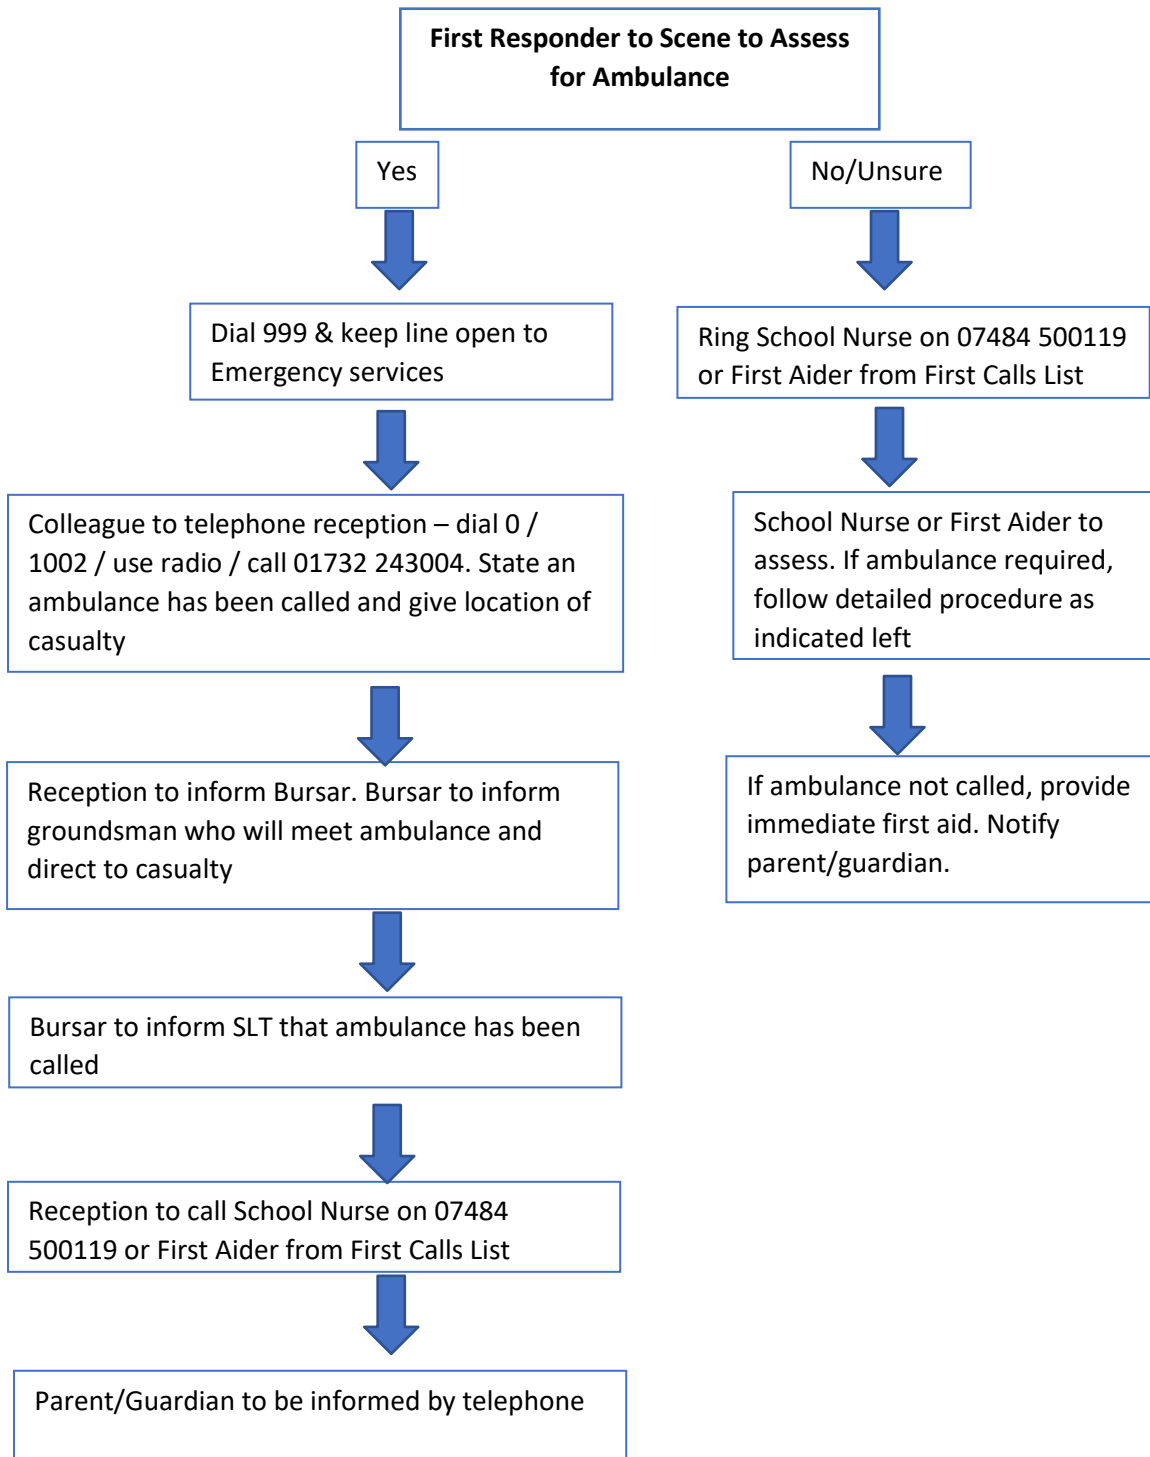 First Responder to Scene to Assess
for Ambulance
Yes
No/Unsure
Dial 999 & keep line open to
Emergency services
Ring School Nurse on 07484 500119
or First Aider from First Calls List
Colleague to telephone reception – dial 0 /
1002 / use radio / call 01732 243004. State an
ambulance has been called and give location of
casualty
School Nurse or First Aider to
assess. If ambulance required,
follow detailed procedure as
indicated left
Reception to inform Bursar. Bursar to inform
groundsman who will meet ambulance and
direct to casualty
If ambulance not called, provide
immediate first aid. Notify
parent/guardian.
Bursar to inform SLT that ambulance has been
called
Reception to call School Nurse on 07484
500119 or First Aider from First Calls List
Parent/Guardian to be informed by telephone